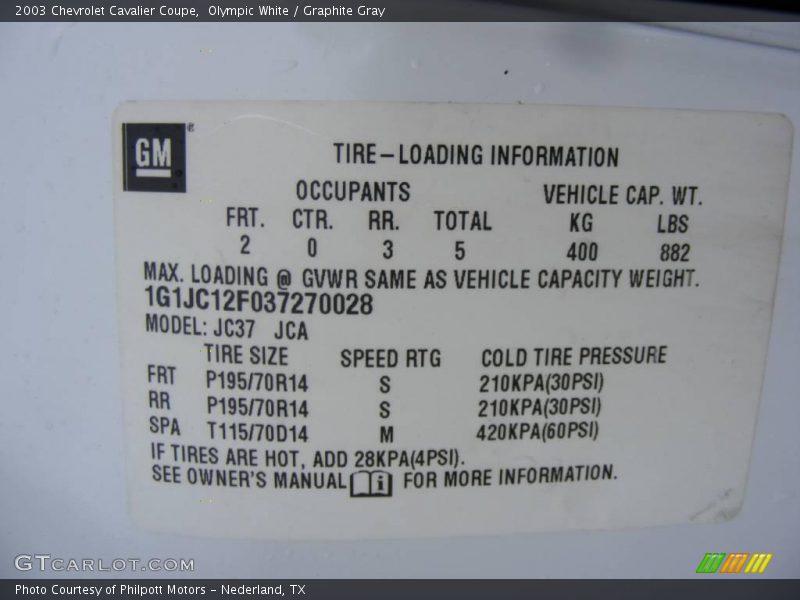 2003 Chevrolet Cavalier Coupe,  Olympic White / Graphite Gray
GM ®
TIRE-LOADING INFORMATION
OCCUPANTS VEHICLE CAP. WT.
FRT. CTR. RR. TOTAL KG LBS
2 0 3 5 400 882
MAX. LOADING @ GVWR SAME AS VEHICLE CAPACITY WEIGHT.
1G1JC12F037270028
MODEL: JC37 JCA
TIRE SIZE SPEED RTG COLD TIRE PRESSURE
FRT P195/70R14 S 210KPA(30PSI)
RR P195/70R14 S 210KPA(30PSI)
SPA T115/70D14 M 420KPA(60PSI)
IF TIRES ARE HOT, ADD 28KPA(4PSI).
SEE OWNER'S MANUAL i FOR MORE INFORMATION.
GTCARLOT.COM
Photo Courtesy of Philpott Motors - Nederland, TX